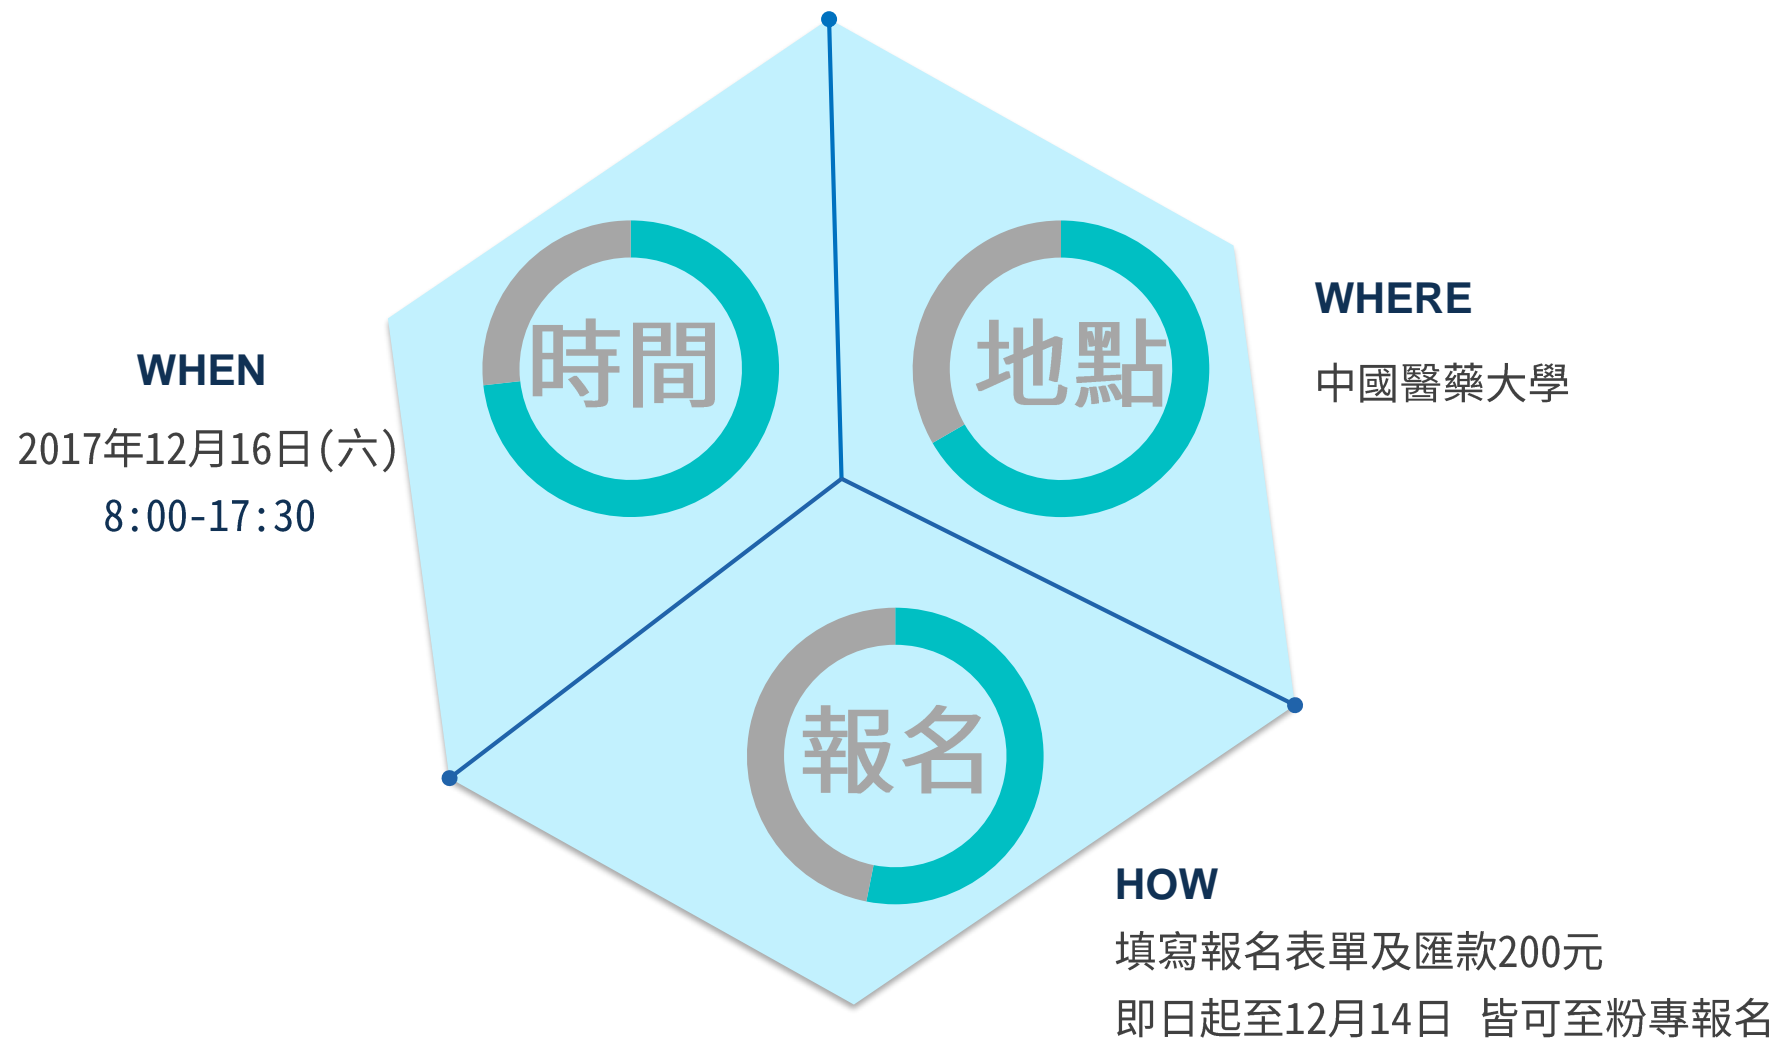 時間
地點
WHERE
中國醫藥大學
WHEN
2017年12月16日(六)
8:00-17:30
報名
HOW
填寫報名表單及匯款200元
即日起至12月14日 皆可至粉專報名